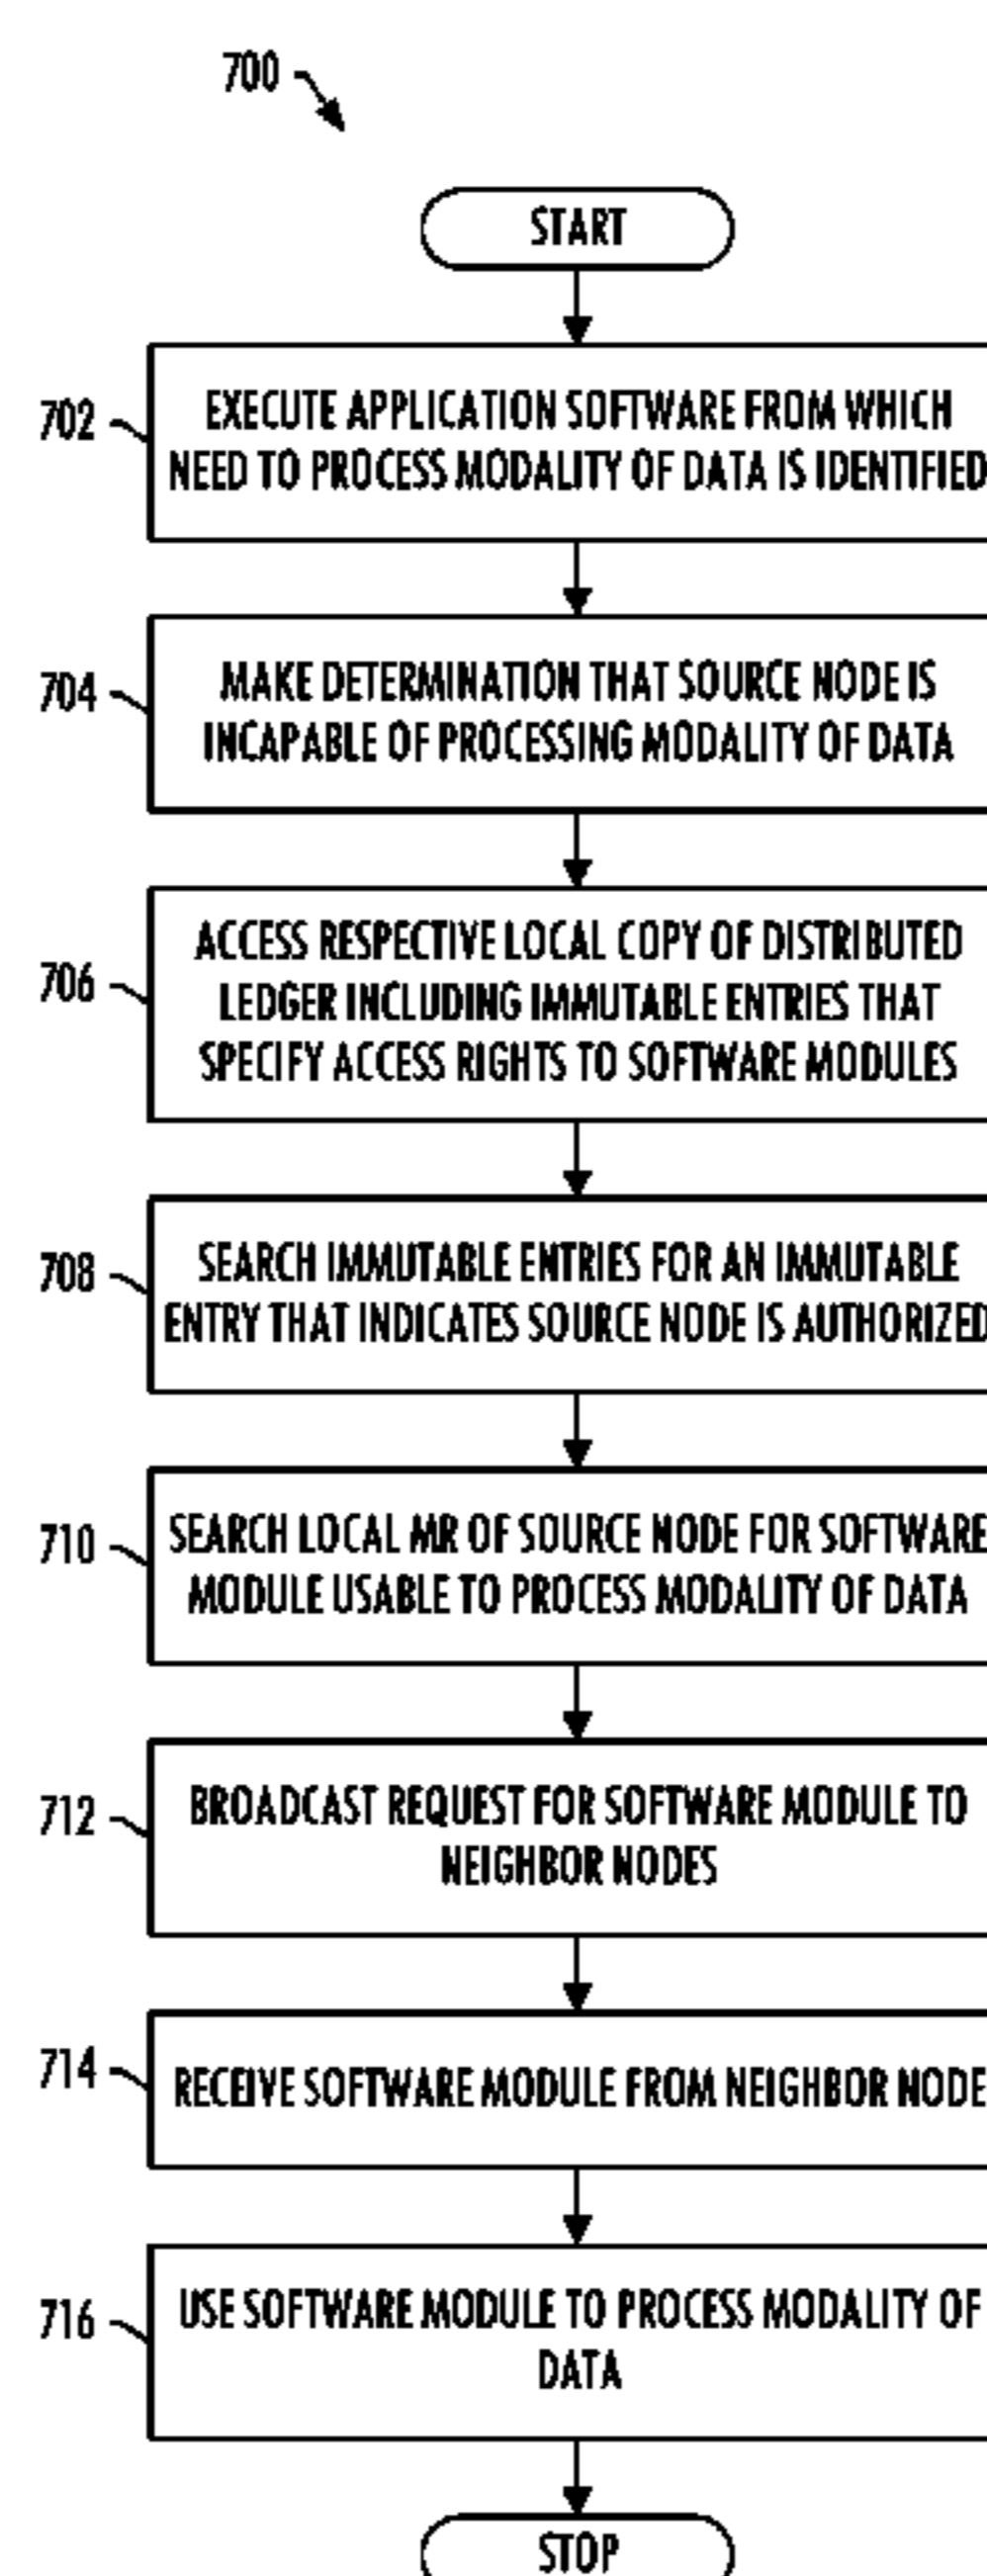 700
START
702
EXECUTE APPLICATION SOFTWARE FROM WHICH
NEED TO PROCESS MODALITY OF DATA IS IDENTIFIED
704
MAKE DETERMINATION THAT SOURCE NODE IS
INCAPABLE OF PROCESSING MODALITY OF DATA
706
ACCESS RESPECTIVE LOCAL COPY OF DISTRIBUTED
LEDGER INCLUDING IMMUTABLE ENTRIES THAT
SPECIFY ACCESS RIGHTS TO SOFTWARE MODULES
708
SEARCH IMMUTABLE ENTRIES FOR AN IMMUTABLE
ENTRY THAT INDICATES SOURCE NODE IS AUTHORIZED
710
SEARCH LOCAL MR OF SOURCE NODE FOR SOFTWARE
MODULE USABLE TO PROCESS MODALITY OF DATA
712
BROADCAST REQUEST FOR SOFTWARE MODULE TO
NEIGHBOR NODES
714
RECEIVE SOFTWARE MODULE FROM NEIGHBOR NODE
716
USE SOFTWARE MODULE TO PROCESS MODALITY OF
DATA
STOP